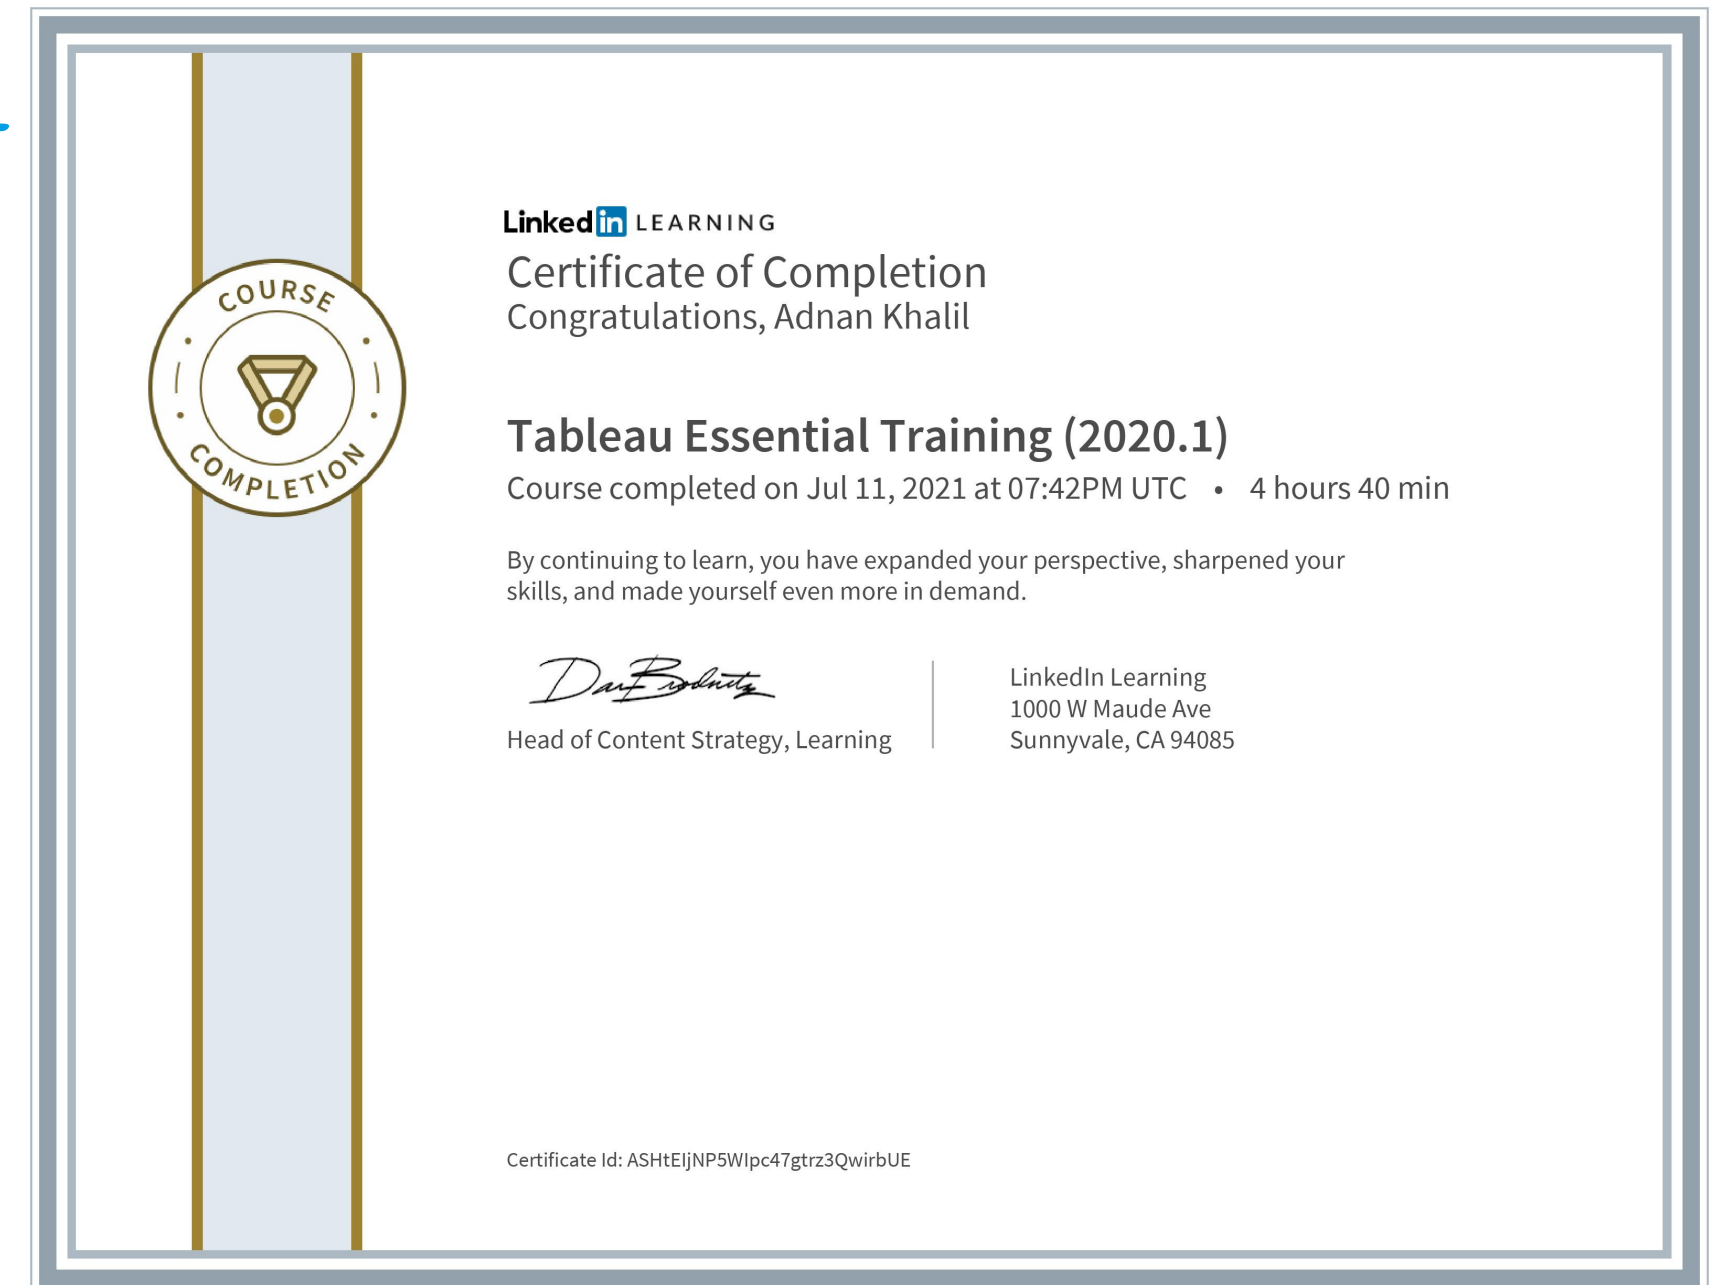 COURSE
COMPLETION
Linked in LEARNING
Certificate of Completion
Congratulations, Adnan Khalil
Tableau Essential Training (2020.1)
Course completed on Jul 11, 2021 at 07:42PM UTC • 4 hours 40 min
By continuing to learn, you have expanded your perspective, sharpened your
skills, and made yourself even more in demand.
Dan Brodnitz
Head of Content Strategy, Learning
LinkedIn Learning
1000 W Maude Ave
Sunnyvale, CA 94085
Certificate Id: ASHtEIjNP5WIpc47gtrz3QwirbUE